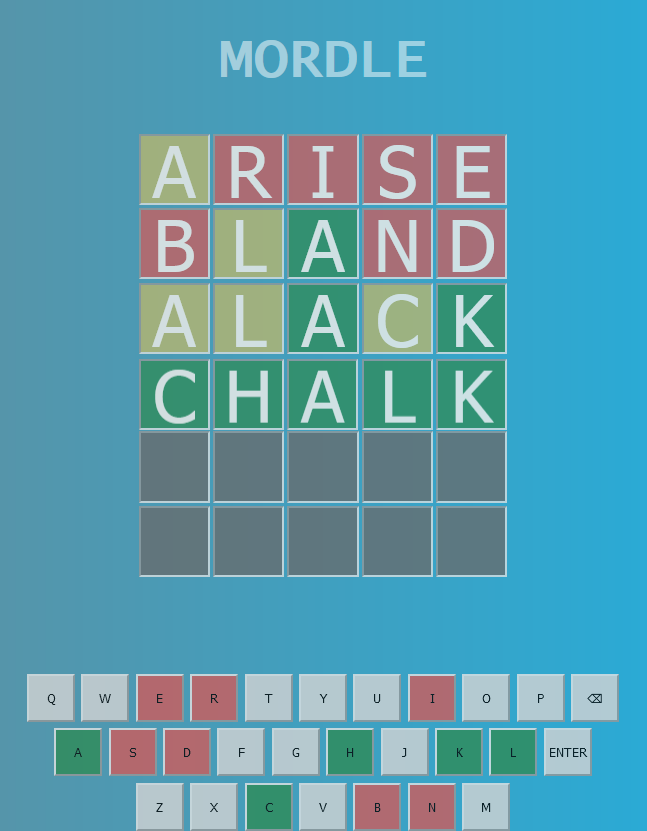 MORDLE
ARISE
BLAND
ALACK
CHALK
Q W E R T Y U I O P ⌫
A S D F G H J K L ENTER
Z X C V B N M